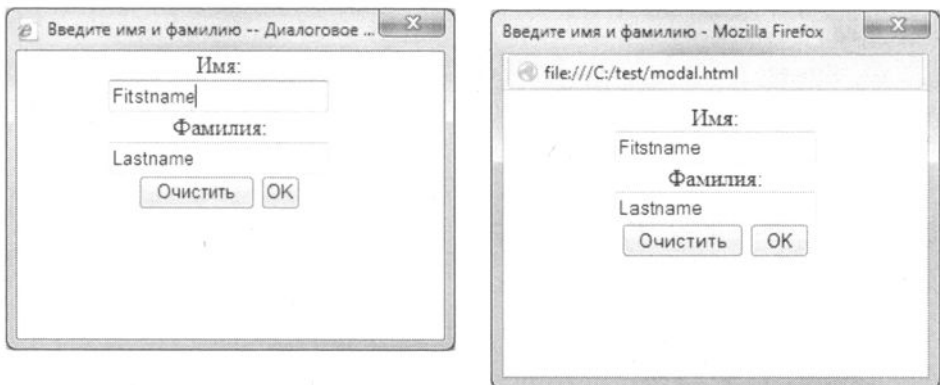 Введите имя и фамилию -- Диалоговое ...
Имя:
Fitstname
Фамилия:
Lastname
Очистить OK
Введите имя и фамилию - Mozilla Firefox
file:///C:/test/modal.html
Имя:
Fitstname
Фамилия:
Lastname
Очистить OK